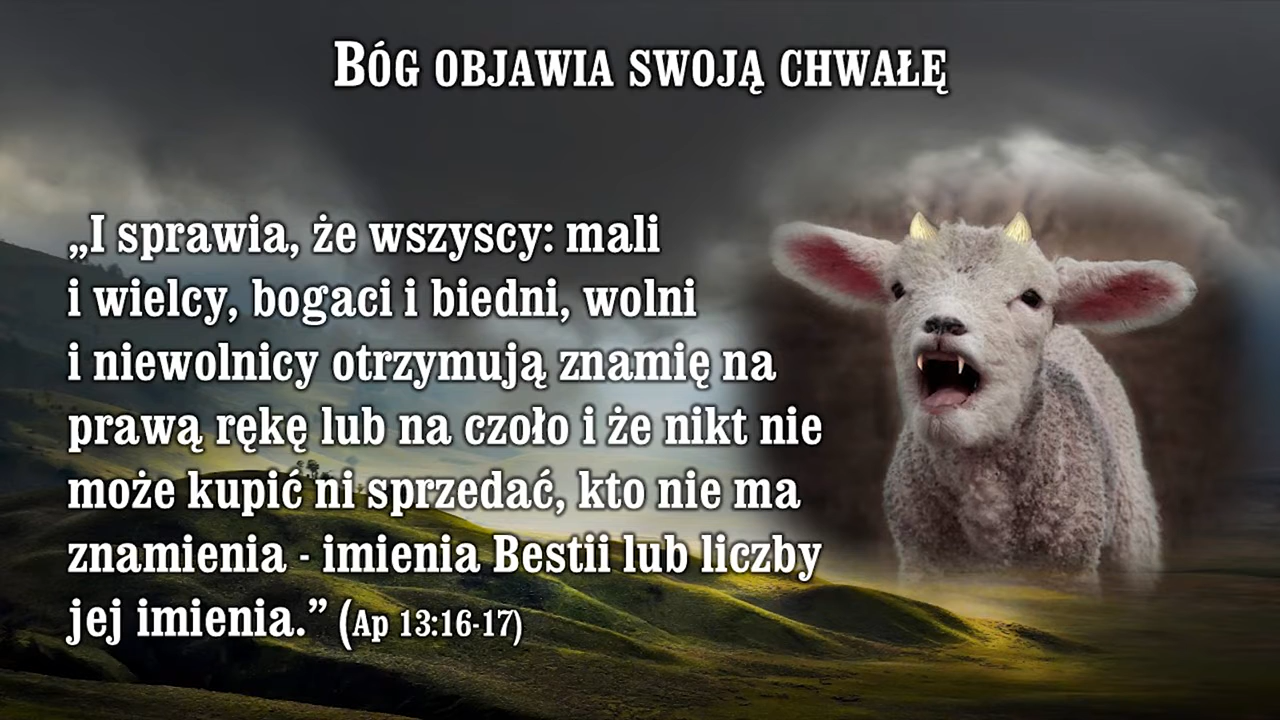 BÓG OBJAWIA SWOJĄ CHWAŁĘ
„I sprawia, że wszyscy: mali
i wielcy, bogaci i biedni, wolni
i niewolnicy otrzymują znamię na
prawą rękę lub na czoło i że nikt nie
może kupić ni sprzedać, kto nie ma
znamienia - imienia Bestii lub liczby
jej imienia.” (Ap 13:16-17)